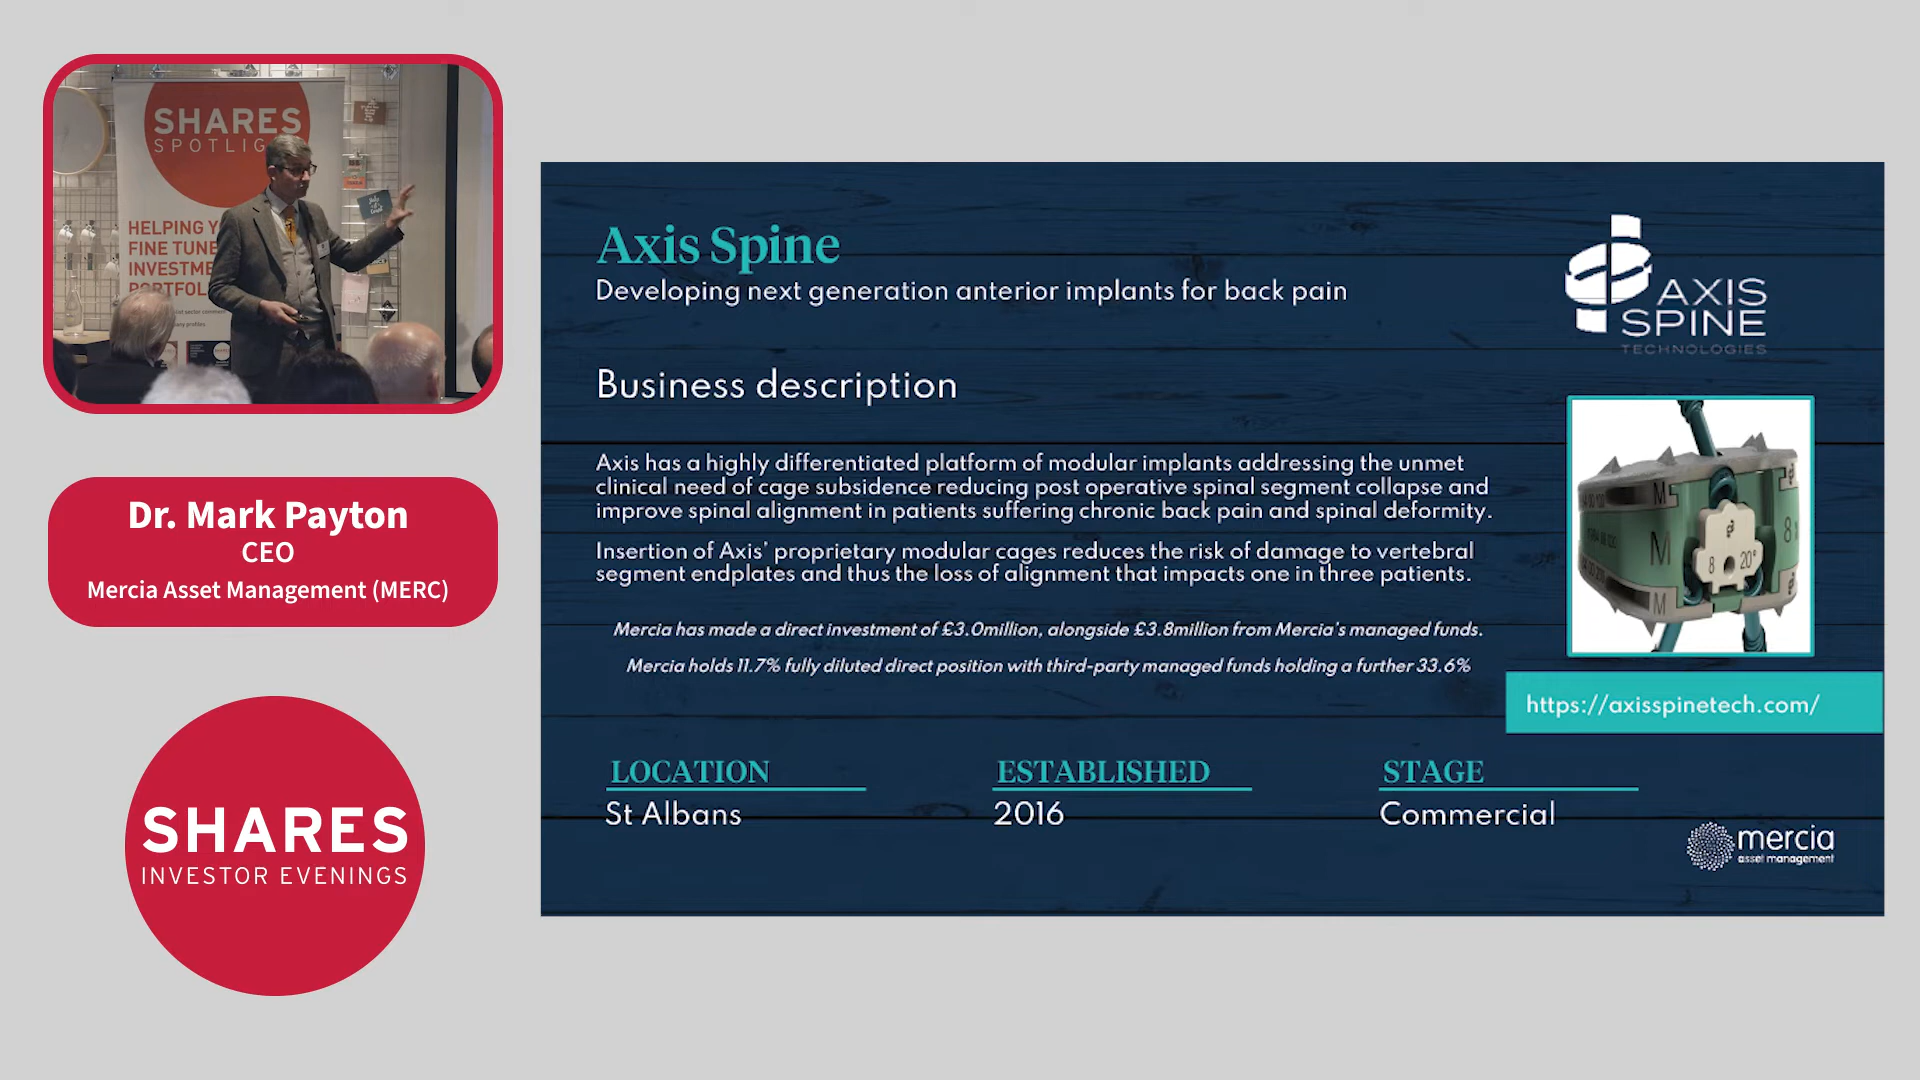 SHARES
SPOTLIG
HELPING Y
FINE TUNE
INVESTME
PORTFOL
Dr. Mark Payton
CEO
Mercia Asset Management (MERC)
SHARES
INVESTOR EVENINGS
Axis Spine
Developing next generation anterior implants for back pain
AXIS
SPINE
TECHNOLOGIES
Business description
Axis has a highly differentiated platform of modular implants addressing the unmet
clinical need of cage subsidence reducing post operative spinal segment collapse and
improve spinal alignment in patients suffering chronic back pain and spinal deformity.
Insertion of Axis' proprietary modular cages reduces the risk of damage to vertebral
segment endplates and thus the loss of alignment that impacts one in three patients.
Mercia has made a direct investment of £3.0million, alongside £3.8million from Mercia's managed funds.
Mercia holds 11.7% fully diluted direct position with third-party managed funds holding a further 33.6%
M
M
8
8 20°
M
https://axisspinetech.com/
LOCATION
St Albans
ESTABLISHED
2016
STAGE
Commercial
mercia
asset management